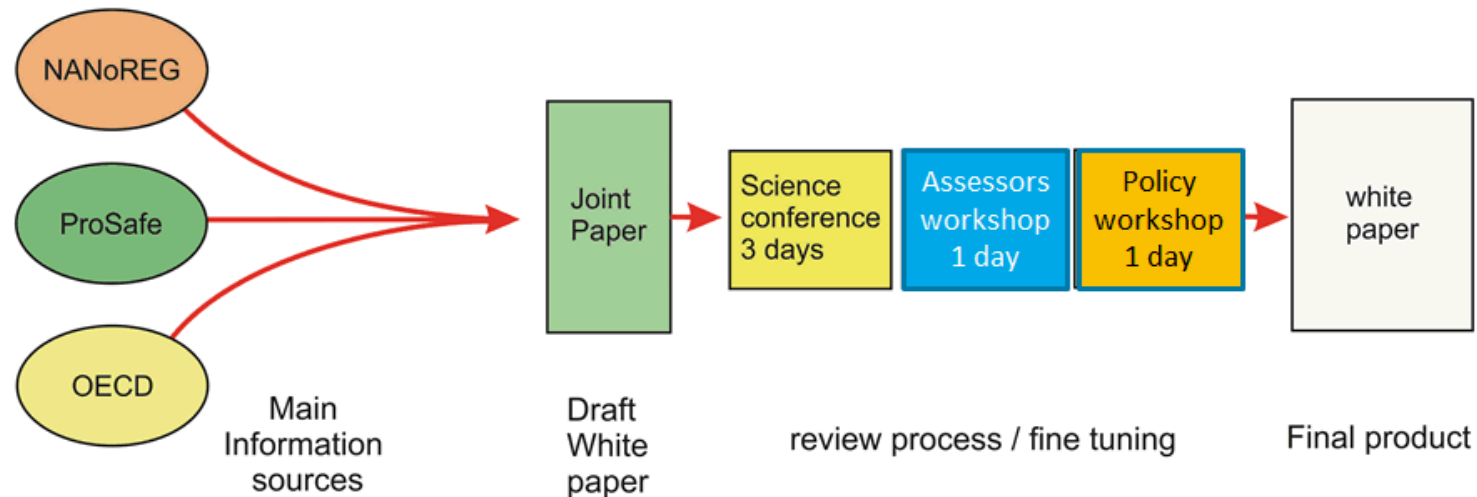 NANoREG
ProSafe
OECD
Main
Information
sources
Joint
Paper
Draft
White
paper
Science
conference
3 days
Assessors
workshop
1 day
Policy
workshop
1 day
review process / fine tuning
white
paper
Final product